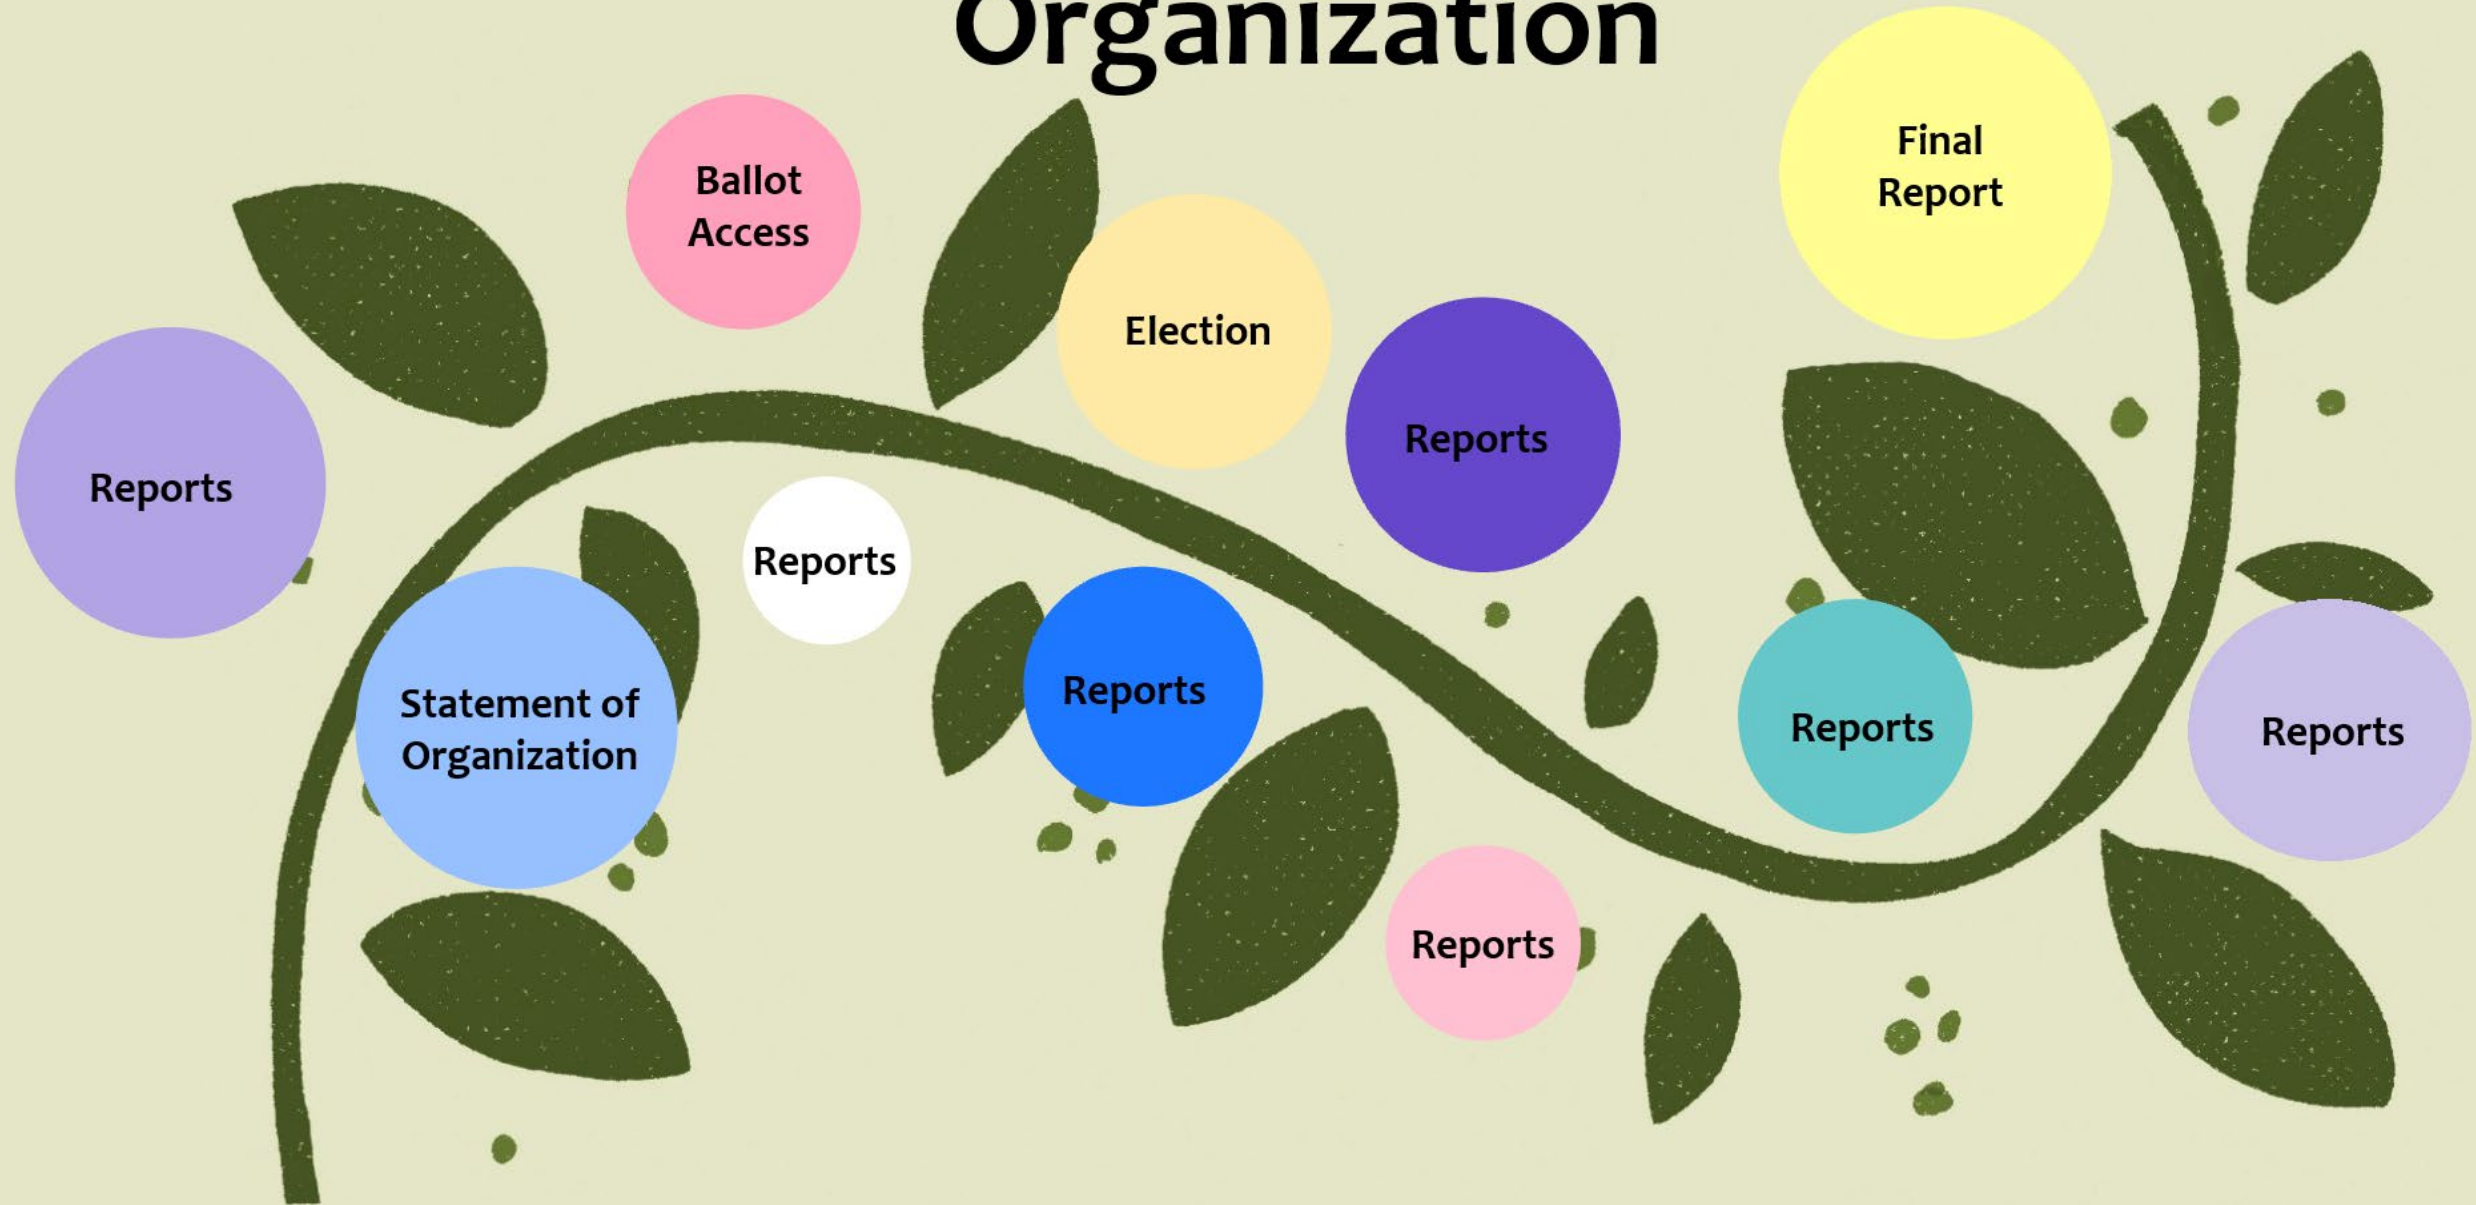 Organization
Ballot
Access
Final
Report
Election
Reports
Reports
Reports
Statement of
Organization
Reports
Reports
Reports
Reports